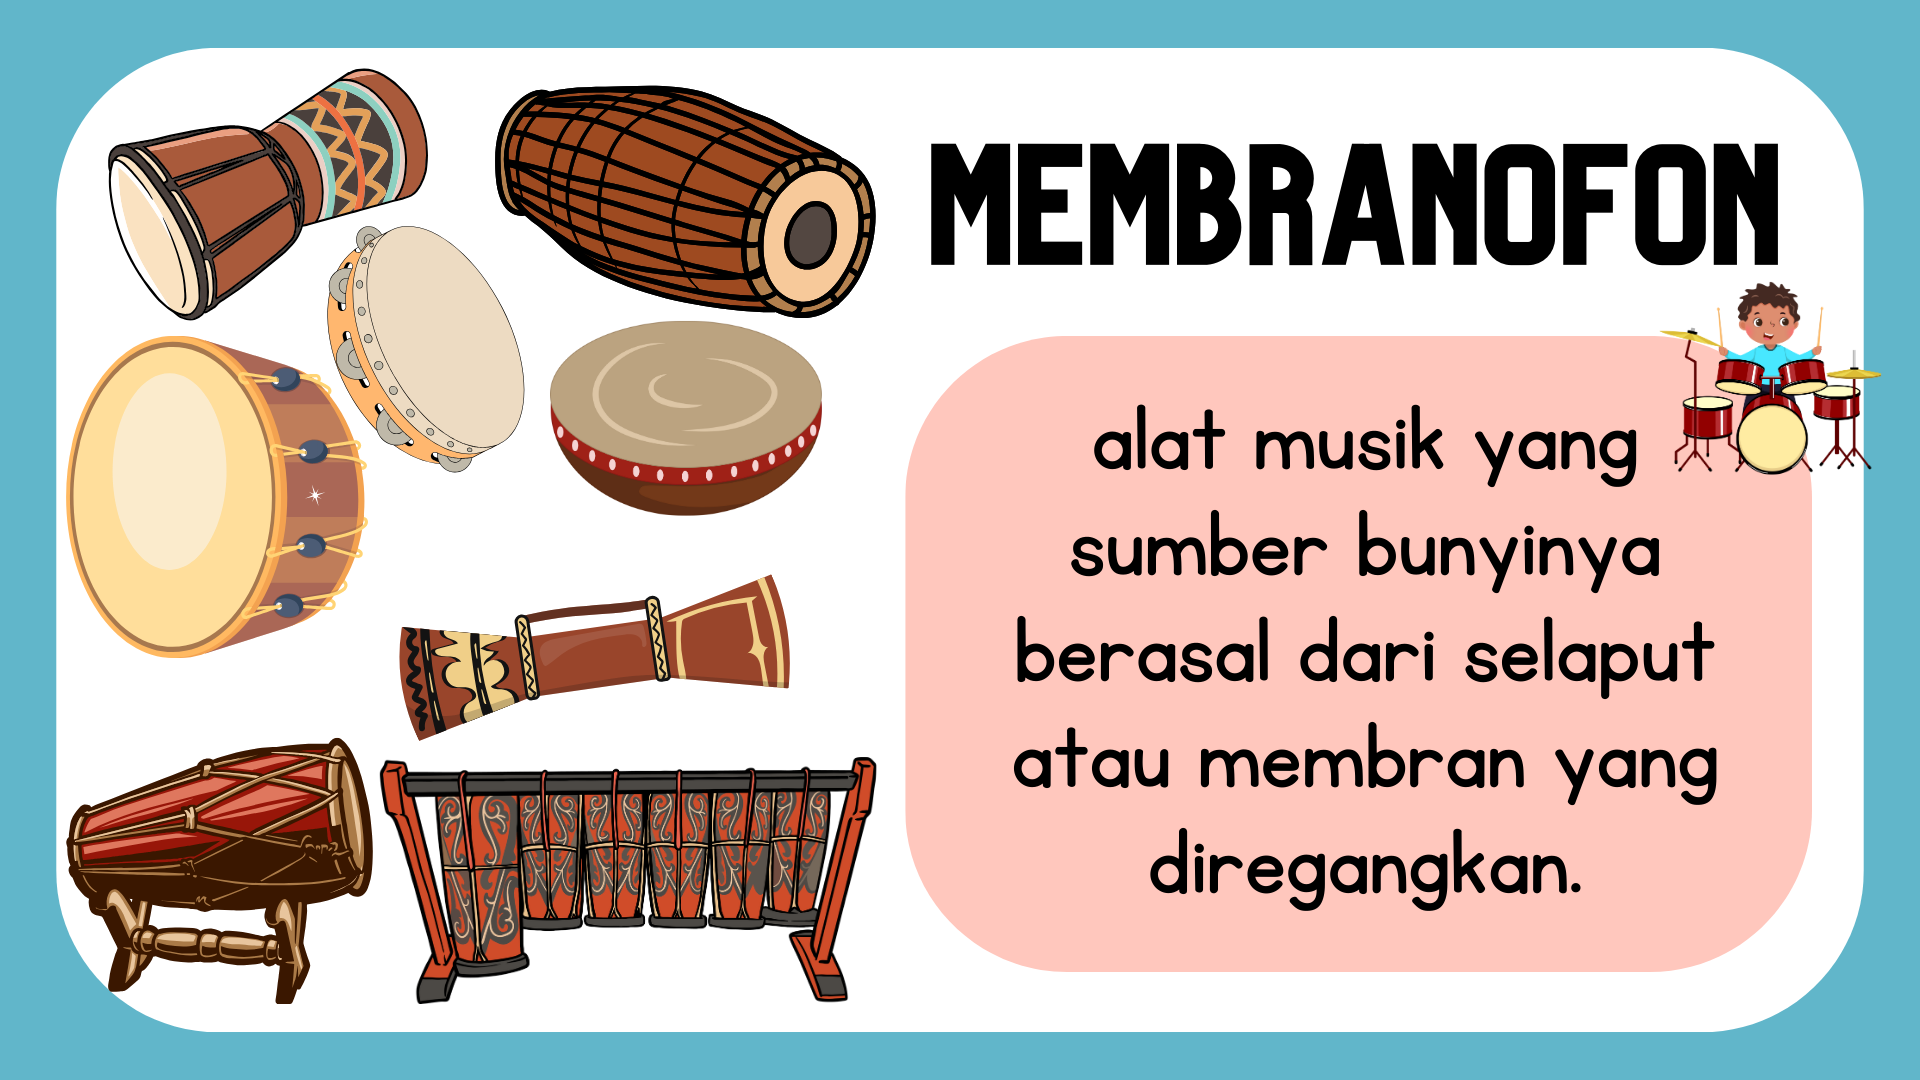 MEMBRANOFON
alat musik yang
sumber bunyinya
berasal dari selaput
atau membran yang
diregangkan.